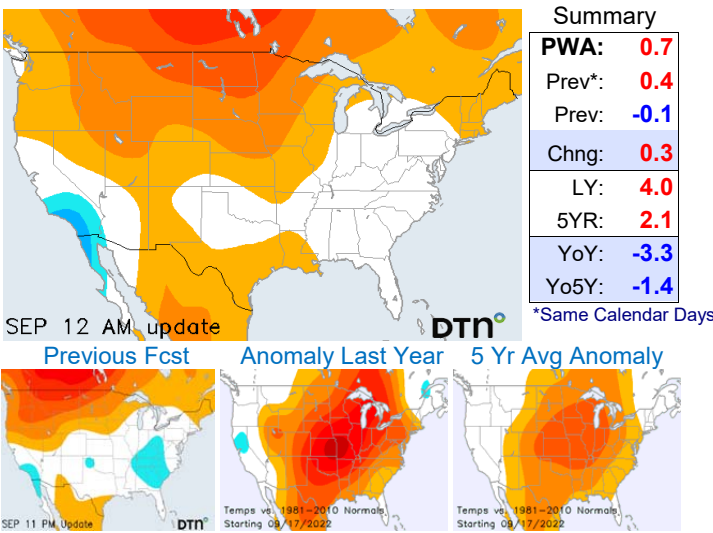 Summary
PWA: 0.7
Prev*: 0.4
Prev: -0.1
Chng: 0.3
LY: 4.0
5YR: 2.1
YoY: -3.3
Yo5Y: -1.4
*Same Calendar Days
SEP 12 AM update
DTN
Previous Fcst
Anomaly Last Year
5 Yr Avg Anomaly
SEP 11 PM Update
DTN
Temps vs. 1981-2010 Normals
Starting 09/17/2022
Temps vs. 1981-2010 Normals
Starting 09/17/2022